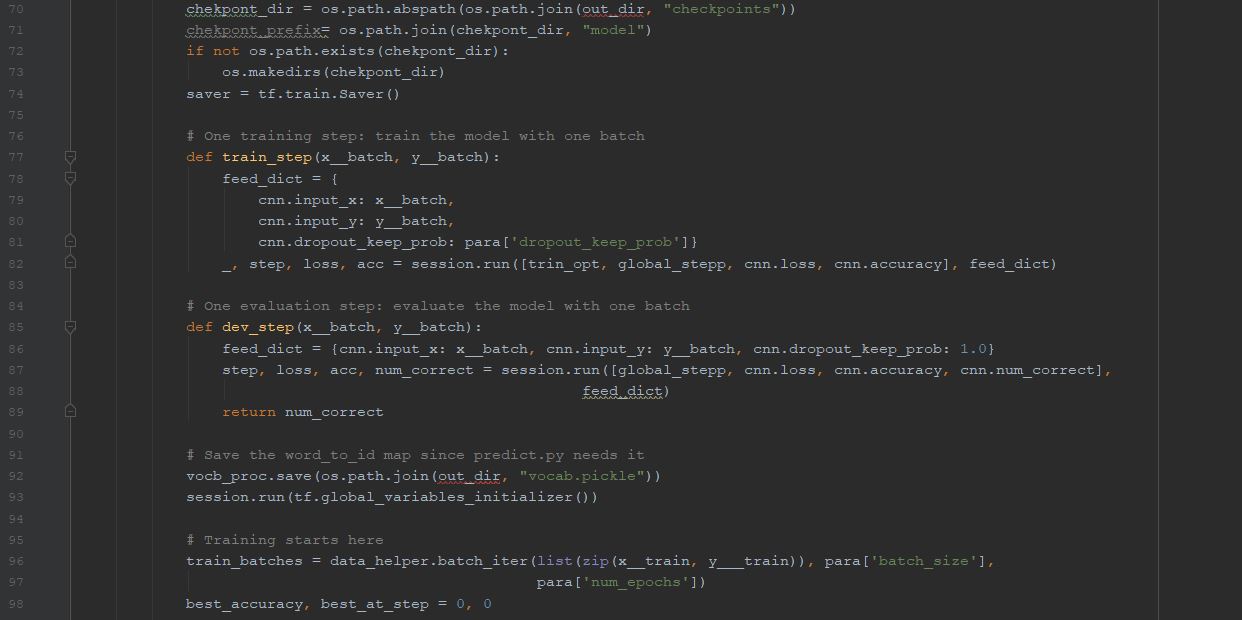 70 chekpont_dir = os.path.abspath(os.path.join(out_dir, "checkpoints"))
71 chekpont_prefix= os.path.join(chekpont_dir, "model")
72 if not os.path.exists(chekpont_dir):
73 os.makedirs(chekpont_dir)
74 saver = tf.train.Saver()
75
76 # One training step: train the model with one batch
77 def train_step(x__batch, y__batch):
78 feed_dict = {
79 cnn.input_x: x__batch,
80 cnn.input_y: y__batch,
81 cnn.dropout_keep_prob: para['dropout_keep_prob']}
82 _, step, loss, acc = session.run([trin_opt, global_stepp, cnn.loss, cnn.accuracy], feed_dict)
83
84 # One evaluation step: evaluate the model with one batch
85 def dev_step(x__batch, y__batch):
86 feed_dict = {cnn.input_x: x__batch, cnn.input_y: y__batch, cnn.dropout_keep_prob: 1.0}
87 step, loss, acc, num_correct = session.run([global_stepp, cnn.loss, cnn.accuracy, cnn.num_correct],
88 feed_dict)
89 return num_correct
90
91 # Save the word_to_id map since predict.py needs it
92 vocb_proc.save(os.path.join(out_dir, "vocab.pickle"))
93 session.run(tf.global_variables_initializer())
94
95 # Training starts here
96 train_batches = data_helper.batch_iter(list(zip(x__train, y___train)), para['batch_size'],
97 para['num_epochs'])
98 best_accuracy, best_at_step = 0, 0